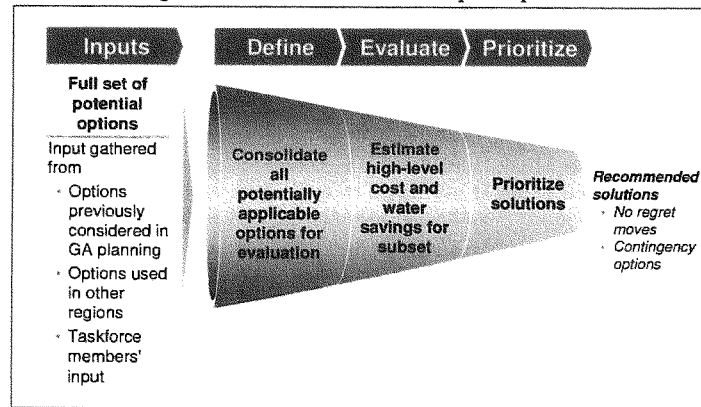 Inputs
Define
Evaluate
Prioritize
Full set of
potential
options
Input gathered
from
• Options
previously
considered in
GA planning
• Options used
in other
regions
• Taskforce
members'
input
Consolidate
all
potentially
applicable
options for
evaluation
Estimate
high-level
cost and
water
savings for
subset
Prioritize
solutions
Recommended
solutions
• No regret
moves
• Contingency
options